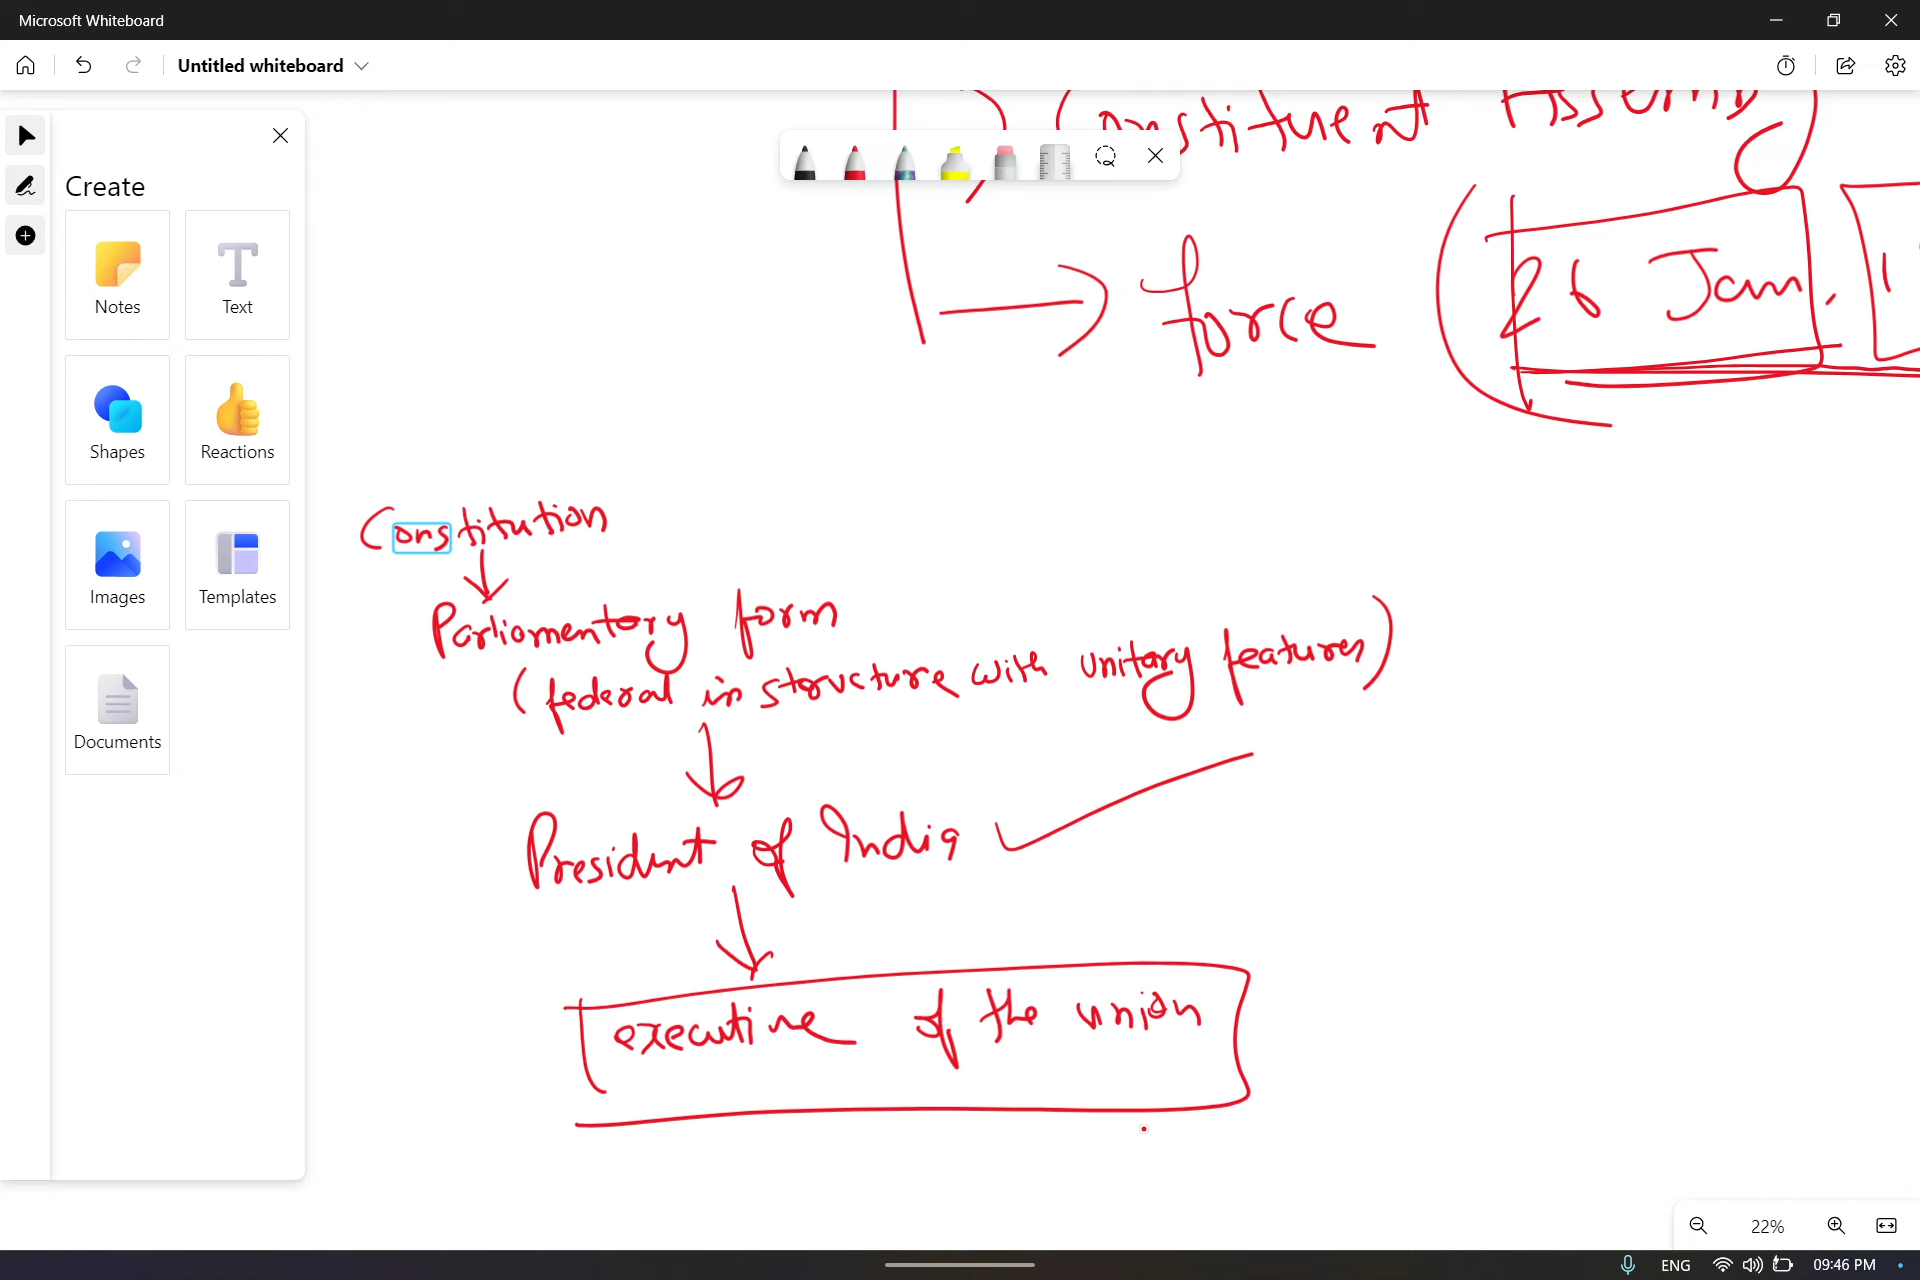 Microsoft Whiteboard
Untitled whiteboard
Create
Notes
Text
Shapes
Reactions
Images
Templates
Documents
Constituent Assembly
force
26 Jan.
Constitution
Parliomentory form
(federal in structure with unitary features)
President of India
executive of the union
22%
ENG
09:46 PM